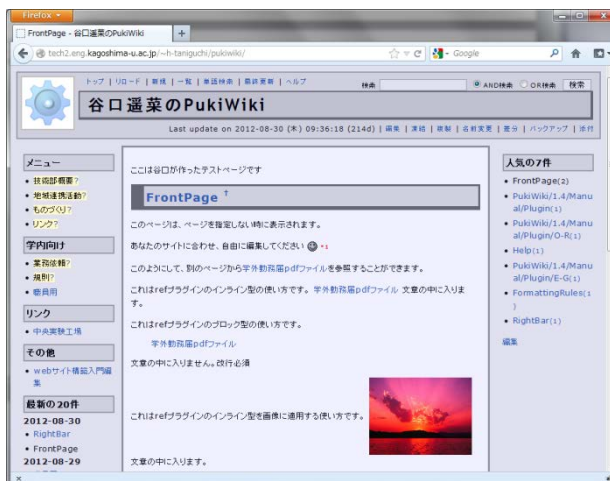 Firefox
FrontPage - 谷口遥菜のPukiWiki
tech2.eng.kagoshima-u.ac.jp/~h-taniguchi/pukiwiki/
Google
トップ | リロード | 新規 | 一覧 | 単語検索 | 最終更新 | ヘルプ
検索 AND検索 OR検索 検索
谷口遥菜のPukiWiki
Last update on 2012-08-30 (木) 09:36:18 (214d) | 編集 | 凍結 | 複製 | 名前変更 | 差分 | バックアップ | 添付
メニュー
技術部概要?
地域連携活動?
ものづくり?
リンク?
学内向け
業務依頼?
規則?
職員用
リンク
中央実験工場
その他
webサイト構築入門編集
最新の20件
2012-08-30
RightBar
FrontPage
2012-08-29
ここは谷口が作ったテストページです
FrontPage †
このページは、ページを指定しない時に表示されます。
あなたのサイトに合わせ、自由に編集してください *1
このようにして、別のページから学外勤務届pdfファイルを参照することができます。
これはrefプラグインのインライン型の使い方です。 学外勤務届pdfファイル 文章の中に入りま
す。
これはrefプラグインのブロック型の使い方です。
学外勤務届pdfファイル
文章の中に入りません。改行必須
これはrefプラグインのインライン型を画像に適用する使い方です。
文章の中に入ります。
人気の7件
FrontPage(2)
PukiWiki/1.4/Manu
al/Plugin(1)
PukiWiki/1.4/Manu
al/Plugin/O-R(1)
Help(1)
PukiWiki/1.4/Manu
al/Plugin/E-G(1)
FormattingRules(1
)
RightBar(1)
編集